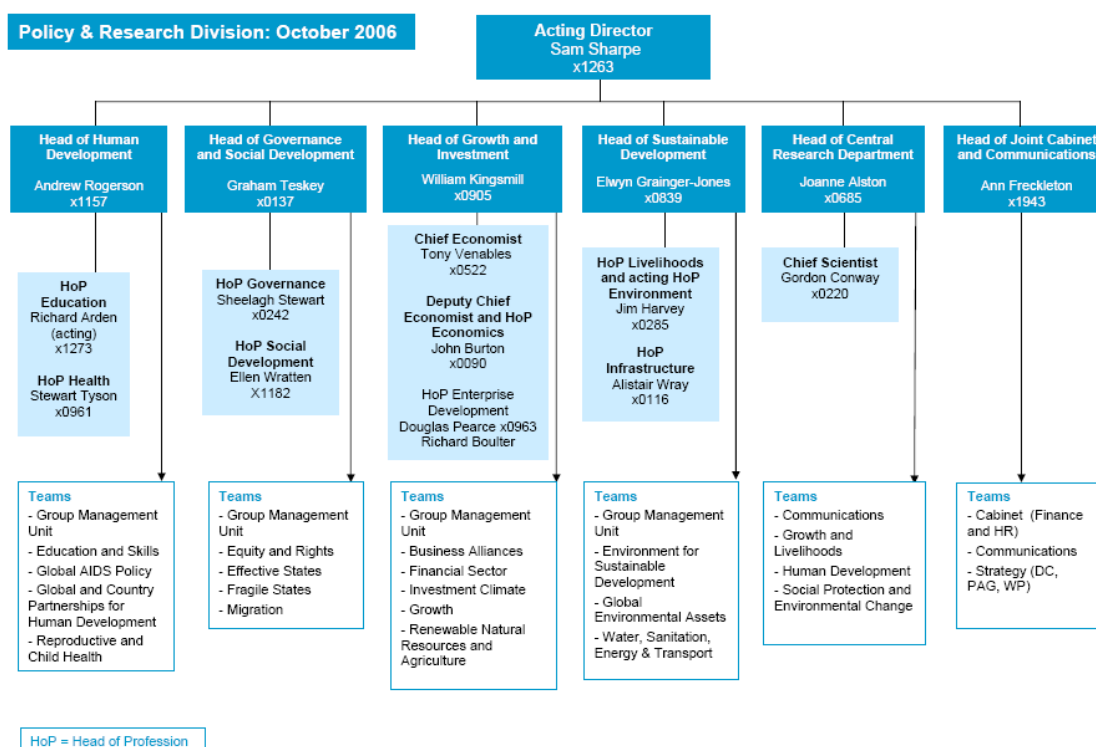 Policy & Research Division: October 2006
Acting Director
Sam Sharpe
x1263
Head of Human
Development
Andrew Rogerson
x1157
Head of Governance
and Social Development
Graham Teskey
x0137
Head of Growth and
Investment
William Kingsmill
x0905
Head of Sustainable
Development
Elwyn Grainger-Jones
x0839
Head of Central
Research Department
Joanne Alston
x0685
Head of Joint Cabinet
and Communications
Ann Freckleton
x1943
HoP
Education
Richard Arden
(acting)
x1273
HoP Health
Stewart Tyson
x0961
HoP Governance
Sheelagh Stewart
x0242
HoP Social
Development
Ellen Wratten
X1182
Chief Economist
Tony Venables
x0522
Deputy Chief
Economist and HoP
Economics
John Burton
x0090
HoP Enterprise
Development
Douglas Pearce x0963
Richard Boulter
HoP Livelihoods
and acting HoP
Environment
Jim Harvey
x0285
HoP
Infrastructure
Alistair Wray
x0116
Chief Scientist
Gordon Conway
x0220
Teams
- Group Management
Unit
- Education and Skills
- Global AIDS Policy
- Global and Country
Partnerships for
Human Development
- Reproductive and
Child Health
Teams
- Group Management
Unit
- Equity and Rights
- Effective States
- Fragile States
- Migration
Teams
- Group Management
Unit
- Business Alliances
- Financial Sector
- Investment Climate
- Growth
- Renewable Natural
Resources and
Agriculture
Teams
- Group Management
Unit
- Environment for
Sustainable
Development
- Global
Environmental Assets
- Water, Sanitation,
Energy & Transport
Teams
- Communications
- Growth and
Livelihoods
- Human Development
- Social Protection and
Environmental Change
Teams
- Cabinet (Finance
and HR)
- Communications
- Strategy (DC,
PAG, WP)
HoP = Head of Profession